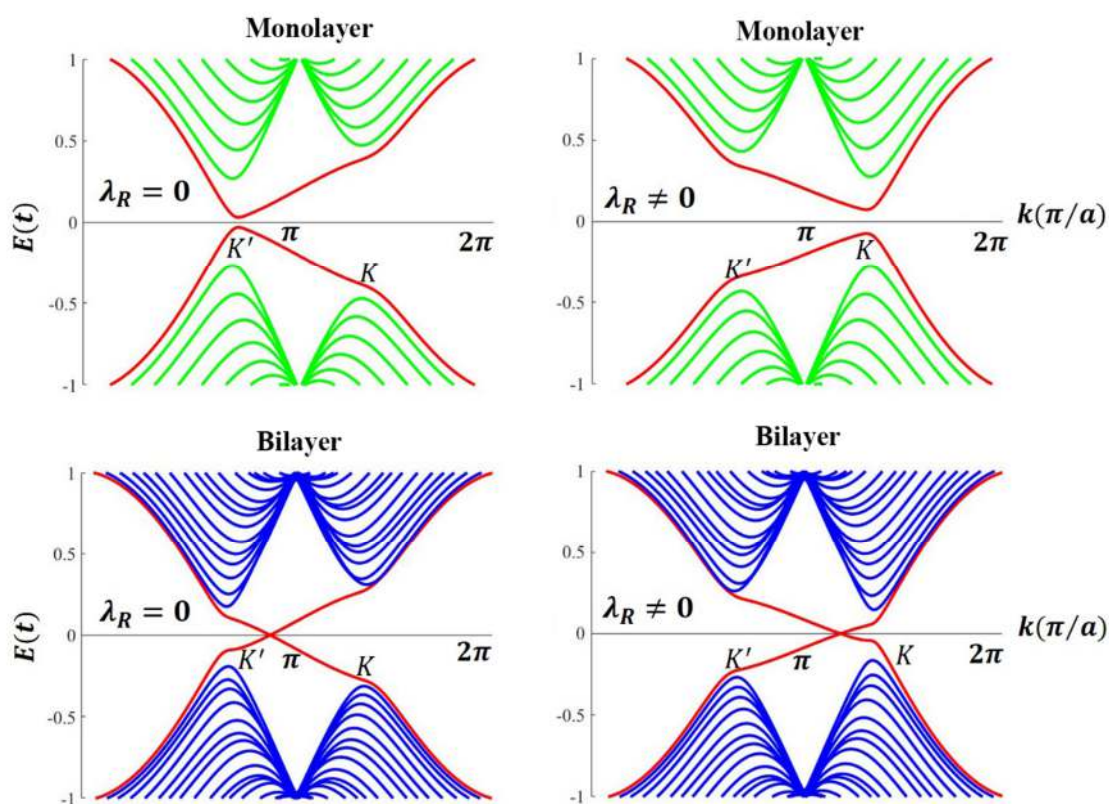 Monolayer
1
0.5
λ_R = 0
E(t)
0
π
2π
K'
K
-0.5
-1
Monolayer
1
0.5
λ_R ≠ 0
0
k(π/a)
π
2π
K'
K
-0.5
-1
Bilayer
1
0.5
λ_R = 0
E(t)
0
K'
π
K
2π
-0.5
-1
Bilayer
1
0.5
λ_R ≠ 0
0
k(π/a)
K'
π
K
2π
-0.5
-1